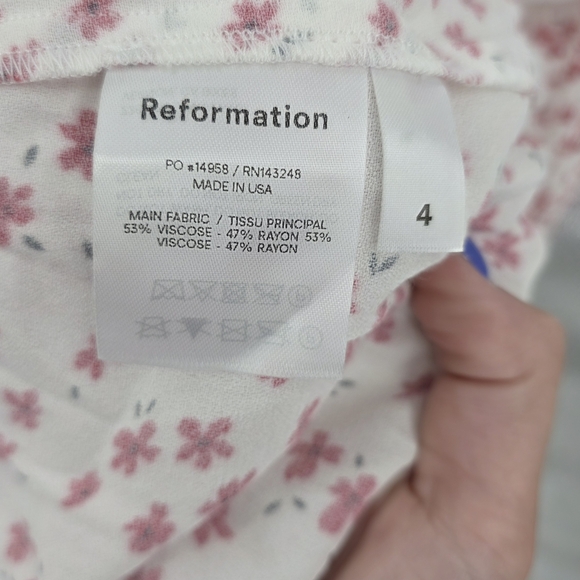 Reformation
PO #14958 / RN143248
MADE IN USA
MAIN FABRIC / TISSU PRINCIPAL
53% VISCOSE - 47% RAYON 53%
VISCOSE - 47% RAYON
4